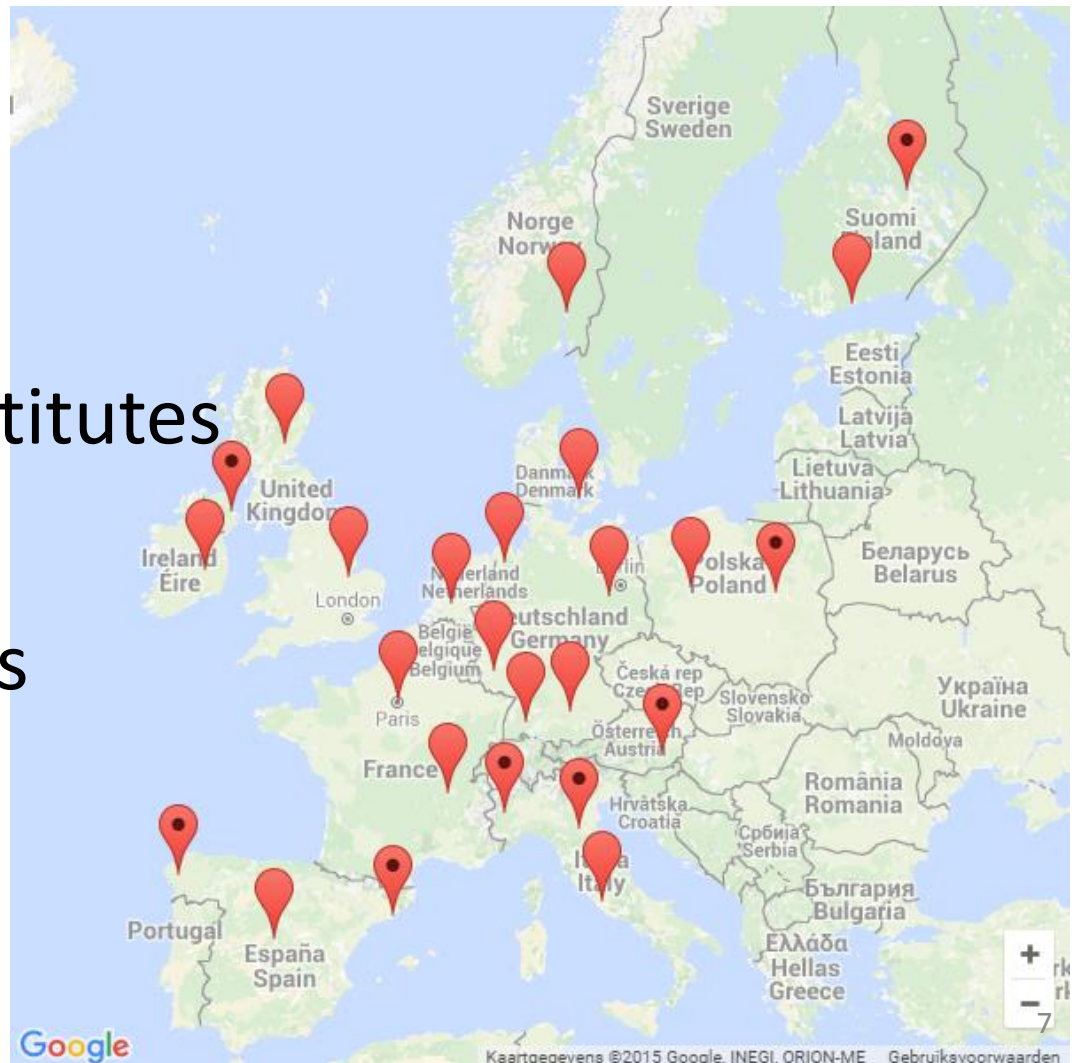 Sverige
Sweden
Norge
Suomi
Eesti
Estonia
Latvija
Latvia
Lietuva
Lithuania
titutes
Danmark
Denmark
United
Kingdom
Ireland
Éire
Беларусь
Belarus
Polska
Poland
Nederland
Netherlands
London
België
Belgique
Belgium
Deutschland
Germany
s
Česká rep
Paris
Slovensko
Slovakia
Україна
Ukraine
Österreich
Austria
Moldova
France
România
Romania
Hrvatska
Croatia
Србија
Serbia
Italy
България
Bulgaria
Portugal
España
Spain
Ελλάδα
Hellas
Greece
+
−
7
Google
Kaartgegevens ©2015 Google, INEGI, ORION-ME Gebruiksvoorwaarden